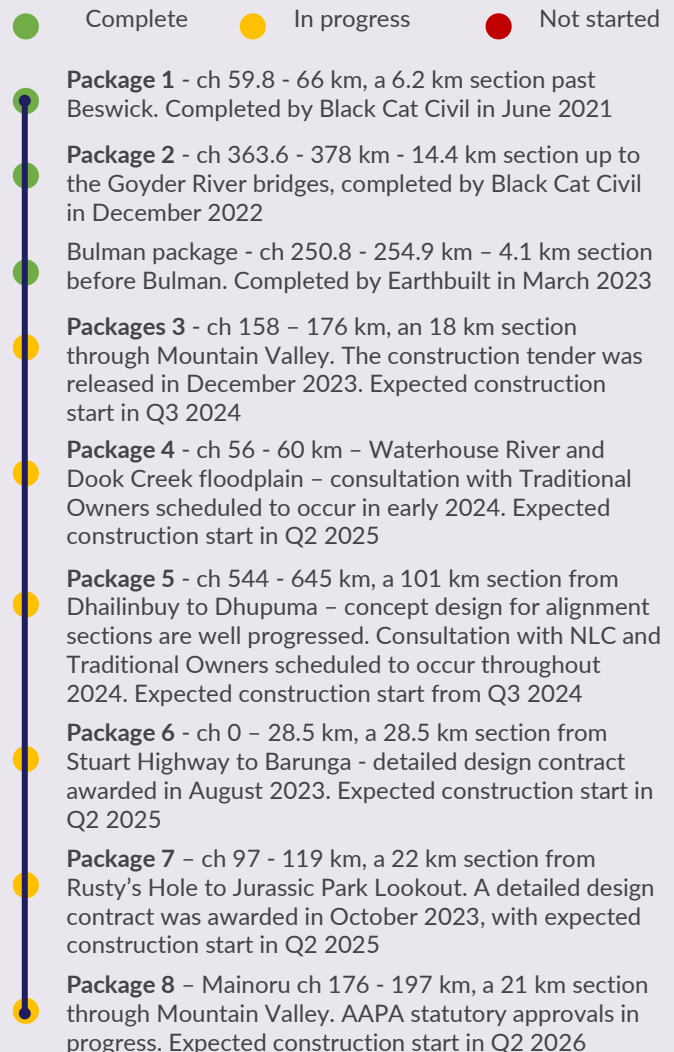 Complete In progress Not started
Package 1 - ch 59.8 - 66 km, a 6.2 km section past
Beswick. Completed by Black Cat Civil in June 2021
Package 2 - ch 363.6 - 378 km - 14.4 km section up to
the Goyder River bridges, completed by Black Cat Civil
in December 2022
Bulman package - ch 250.8 - 254.9 km – 4.1 km section
before Bulman. Completed by Earthbuilt in March 2023
Packages 3 - ch 158 – 176 km, an 18 km section
through Mountain Valley. The construction tender was
released in December 2023. Expected construction
start in Q3 2024
Package 4 - ch 56 - 60 km – Waterhouse River and
Dook Creek floodplain – consultation with Traditional
Owners scheduled to occur in early 2024. Expected
construction start in Q2 2025
Package 5 - ch 544 - 645 km, a 101 km section from
Dhailinbuy to Dhupuma – concept design for alignment
sections are well progressed. Consultation with NLC and
Traditional Owners scheduled to occur throughout
2024. Expected construction start from Q3 2024
Package 6 - ch 0 – 28.5 km, a 28.5 km section from
Stuart Highway to Barunga - detailed design contract
awarded in August 2023. Expected construction start in
Q2 2025
Package 7 – ch 97 - 119 km, a 22 km section from
Rusty’s Hole to Jurassic Park Lookout. A detailed design
contract was awarded in October 2023, with expected
construction start in Q2 2025
Package 8 – Mainoru ch 176 - 197 km, a 21 km section
through Mountain Valley. AAPA statutory approvals in
progress. Expected construction start in Q2 2026